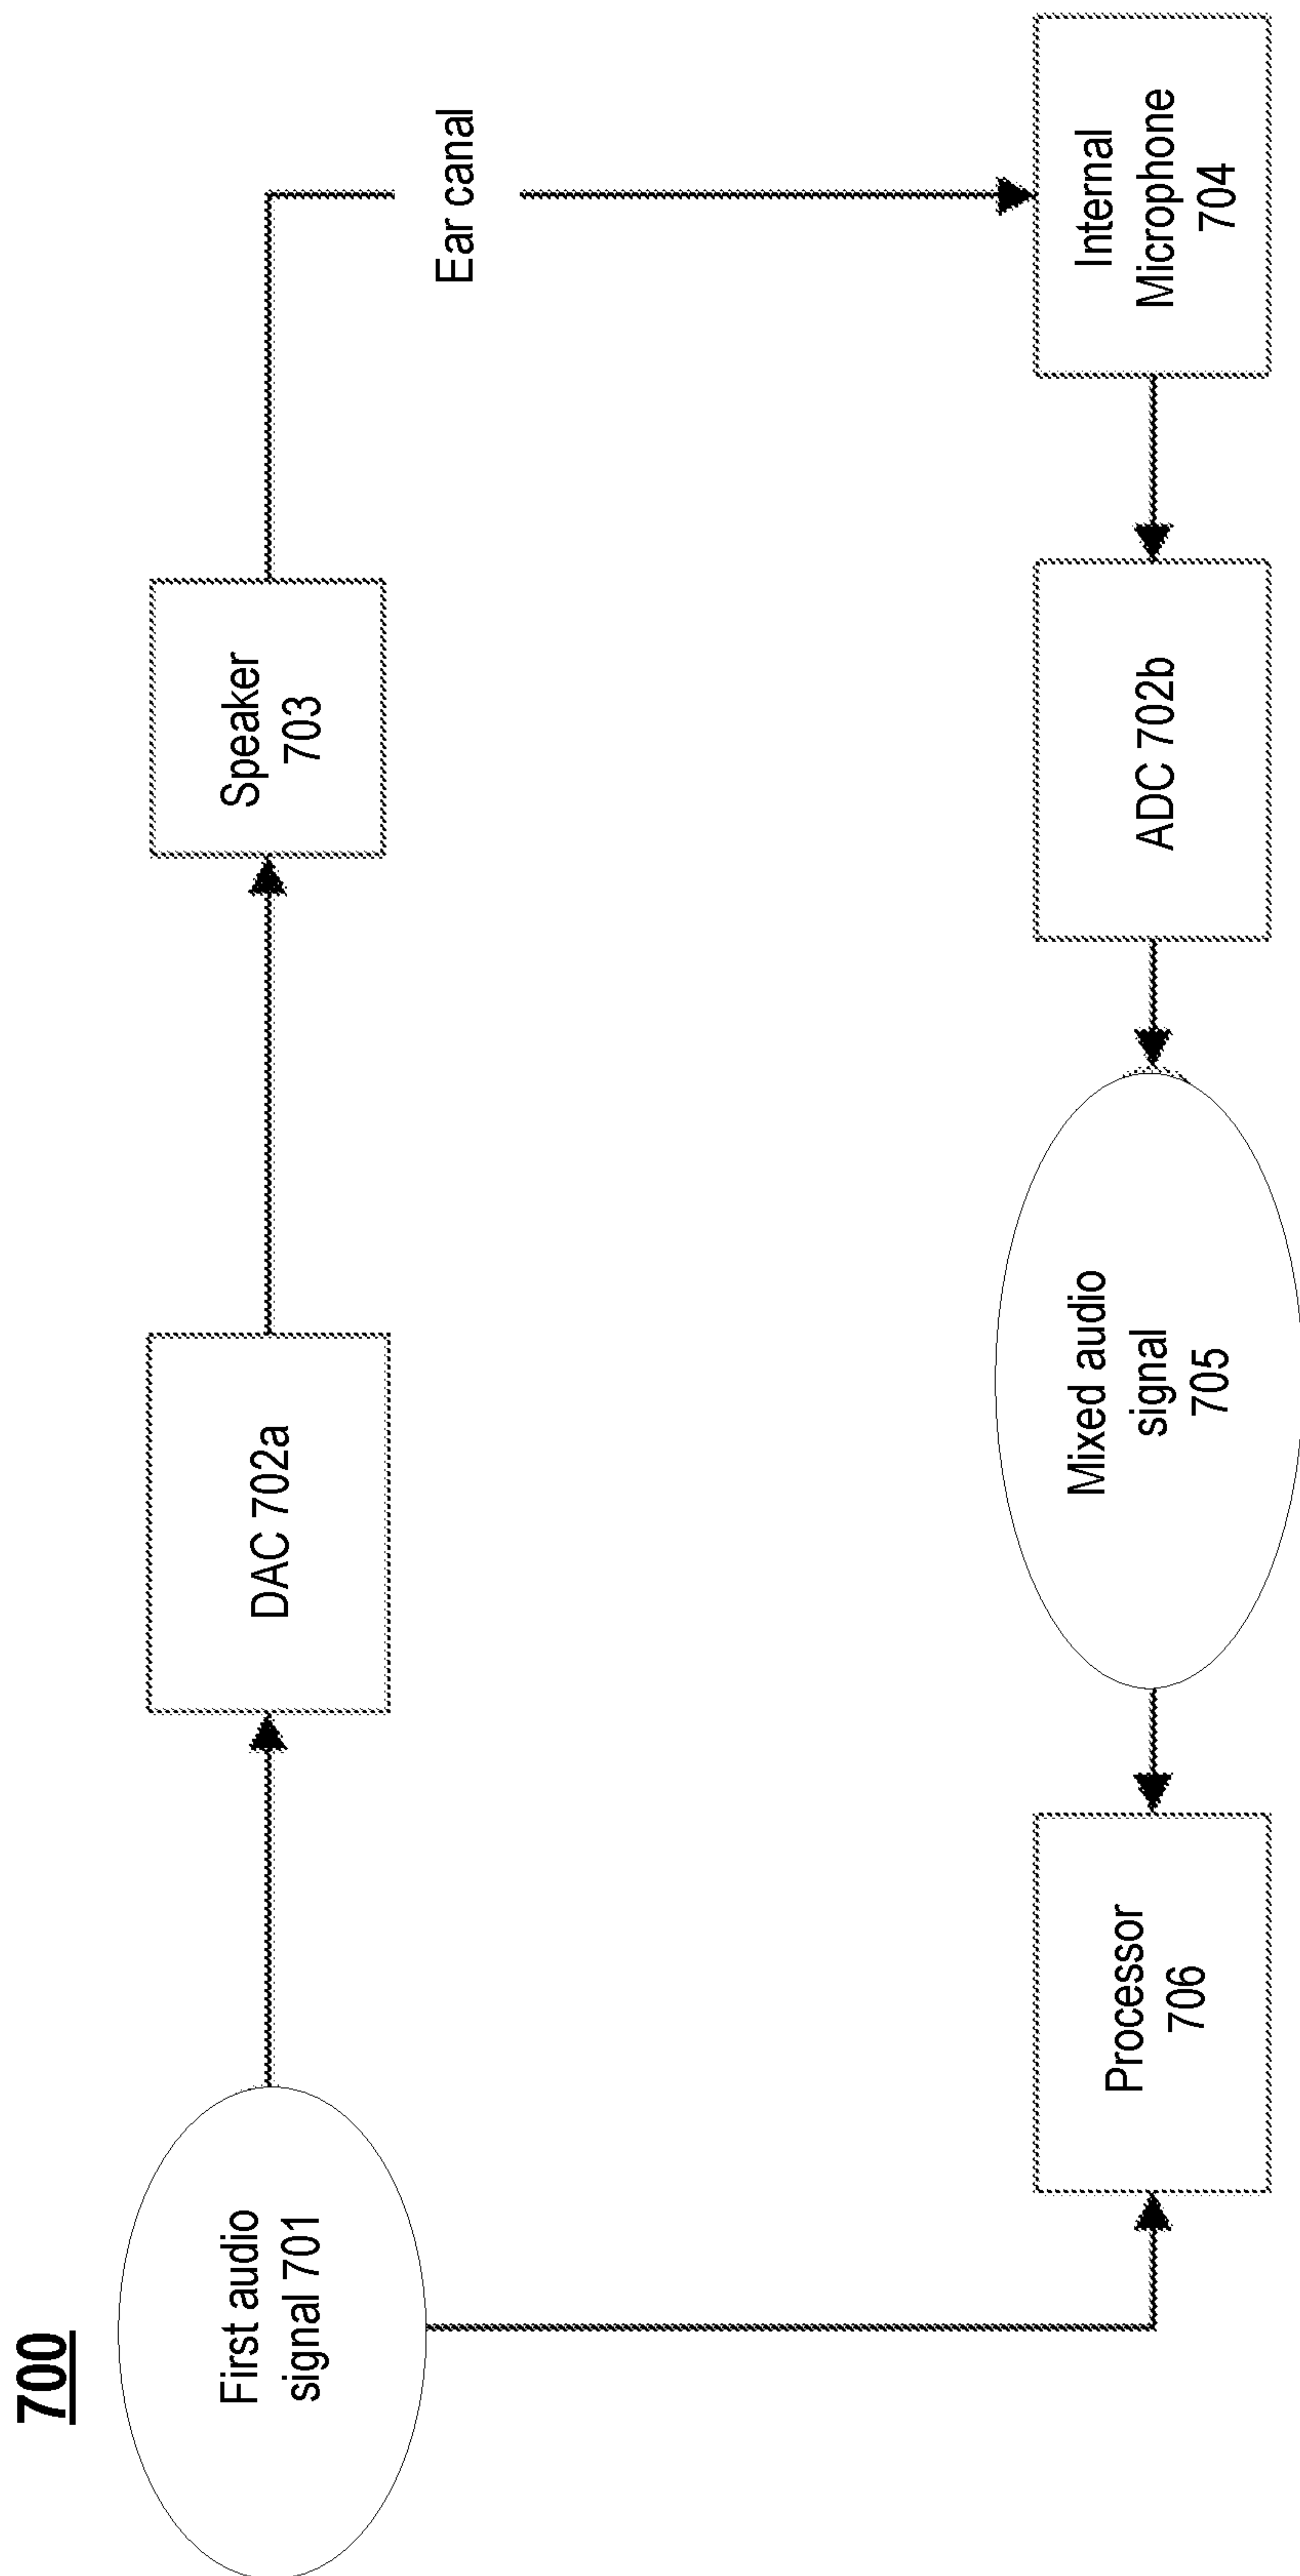 700
First audio
signal 701
DAC 702a
Speaker
703
Ear canal
Processor
706
Mixed audio
signal
705
ADC 702b
Internal
Microphone
704